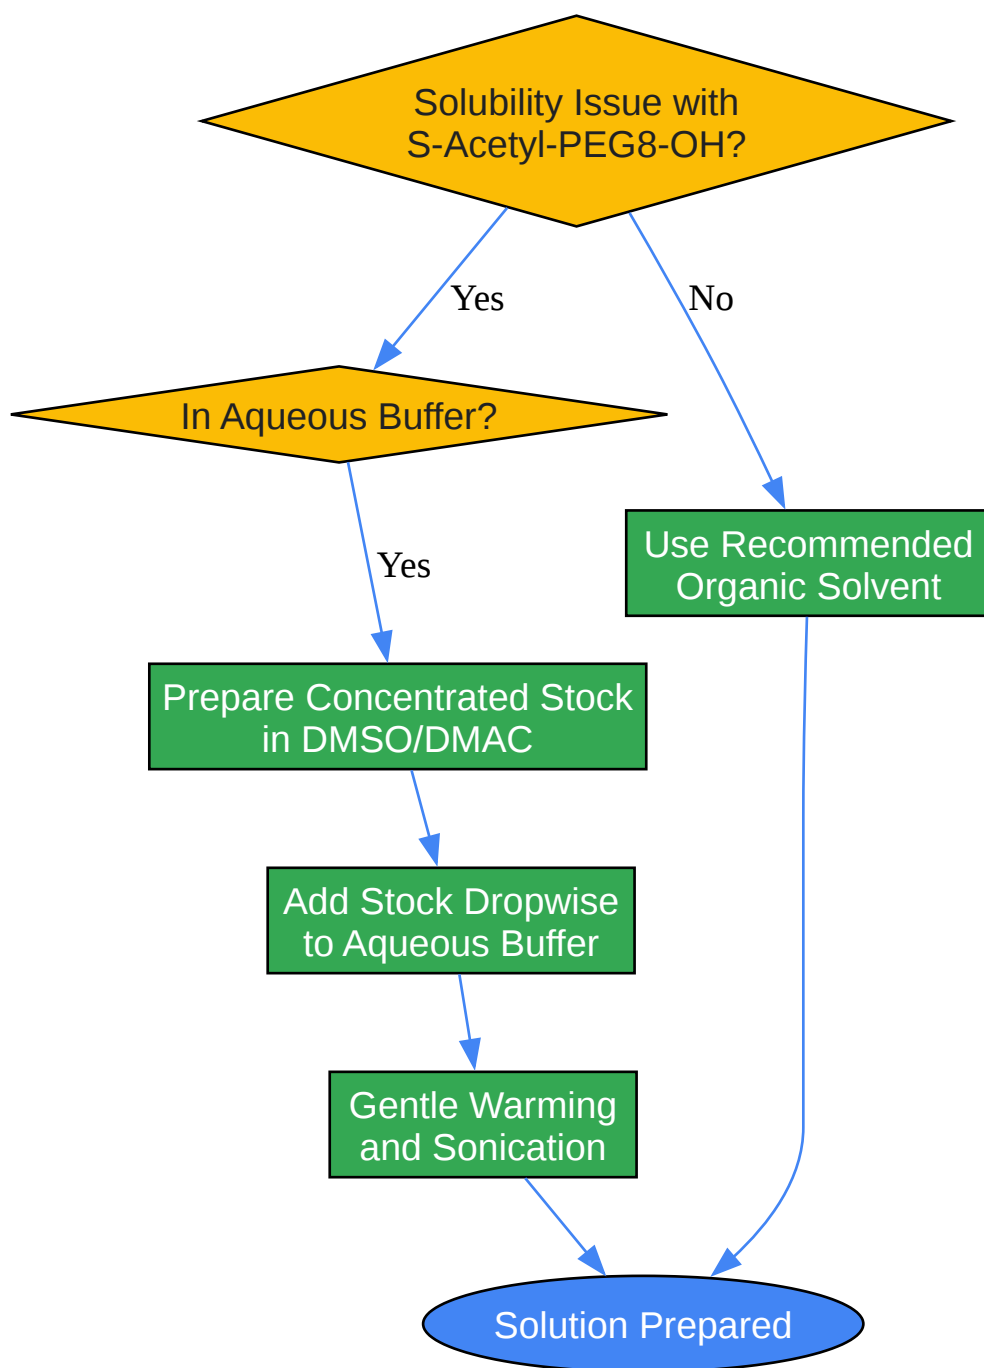 Solubility Issue with
S-Acetyl-PEG8-OH?
Yes
No
In Aqueous Buffer?
Use Recommended
Organic Solvent
Yes
Prepare Concentrated Stock
in DMSO/DMAC
Add Stock Dropwise
to Aqueous Buffer
Gentle Warming
and Sonication
Solution Prepared